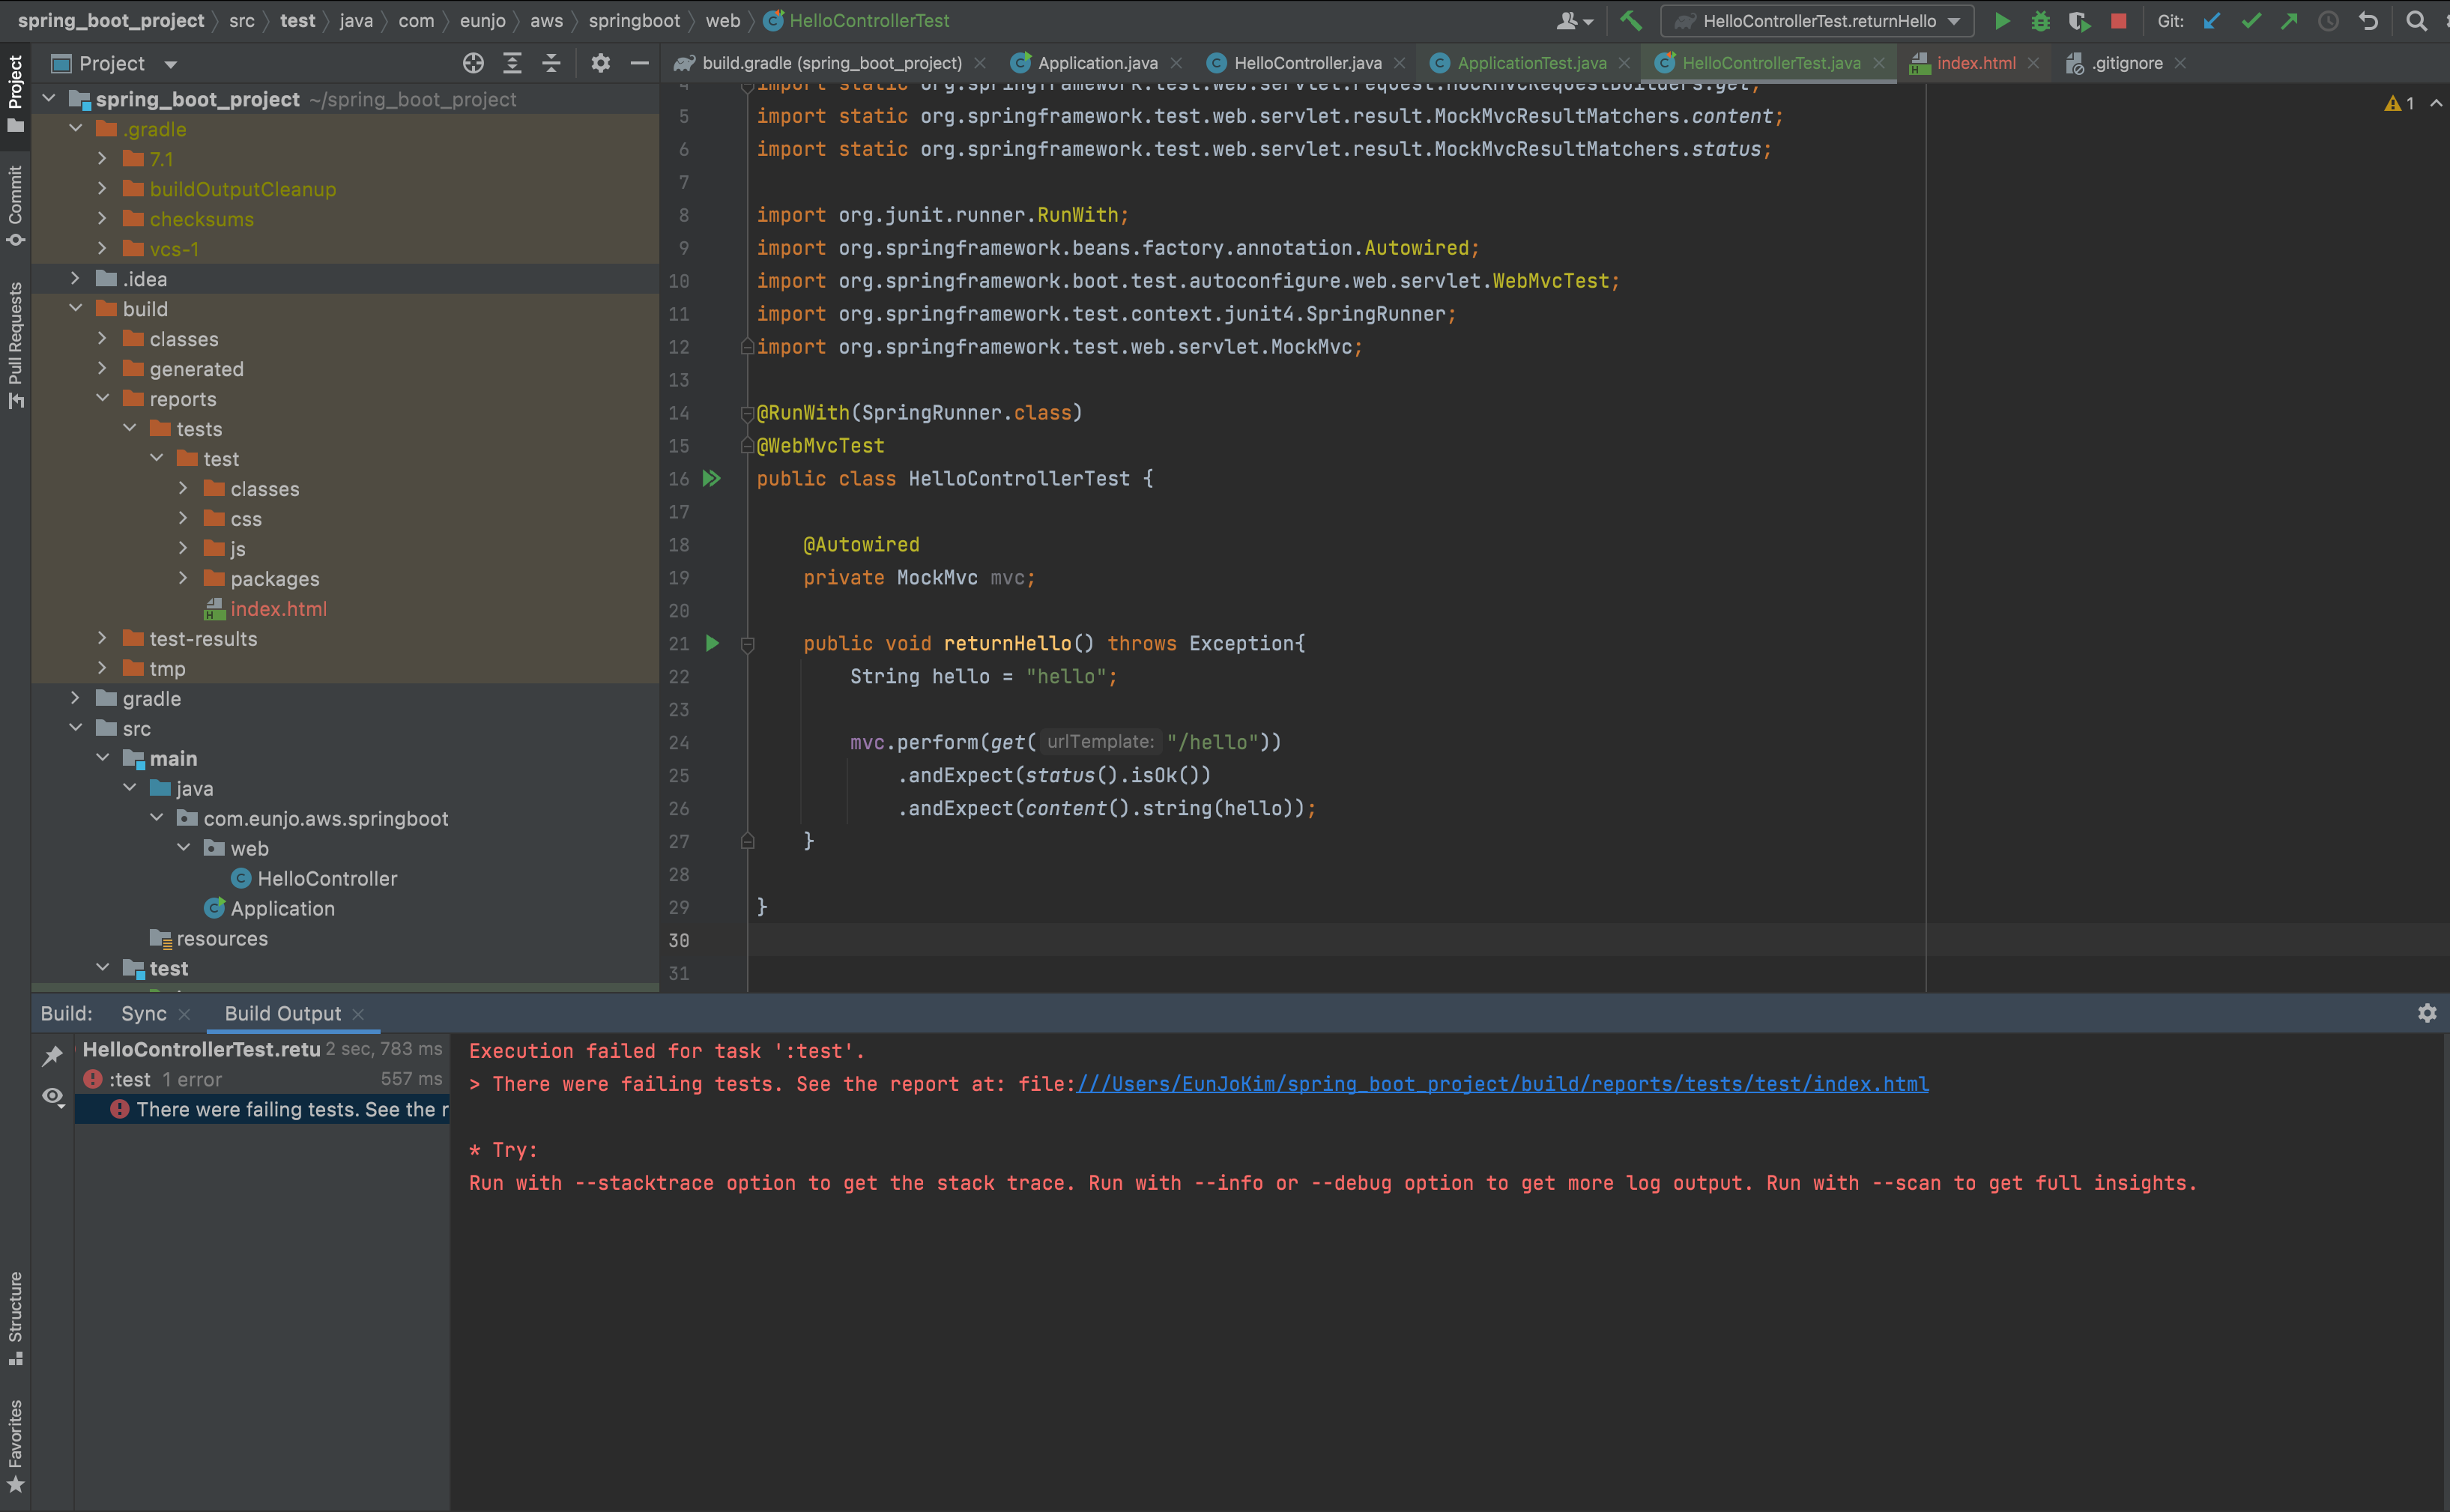 spring_boot_project src test java com eunjo aws springboot web HelloControllerTest
HelloControllerTest.returnHello
Git:
Project
Commit
Pull Requests
Structure
Favorites
Project
build.gradle (spring_boot_project) Application.java HelloController.java ApplicationTest.java HelloControllerTest.java index.html .gitignore
spring_boot_project ~/spring_boot_project
.gradle
7.1
buildOutputCleanup
checksums
vcs-1
.idea
build
classes
generated
reports
tests
test
classes
css
js
packages
index.html
test-results
tmp
gradle
src
main
java
com.eunjo.aws.springboot
web
HelloController
Application
resources
test
1
4 import static org.springframework.test.web.servlet.request.MockMvcRequestBuilders.get;
5 import static org.springframework.test.web.servlet.result.MockMvcResultMatchers.content;
6 import static org.springframework.test.web.servlet.result.MockMvcResultMatchers.status;
7
8 import org.junit.runner.RunWith;
9 import org.springframework.beans.factory.annotation.Autowired;
10 import org.springframework.boot.test.autoconfigure.web.servlet.WebMvcTest;
11 import org.springframework.test.context.junit4.SpringRunner;
12 import org.springframework.test.web.servlet.MockMvc;
13
14 @RunWith(SpringRunner.class)
15 @WebMvcTest
16 public class HelloControllerTest {
17
18 @Autowired
19 private MockMvc mvc;
20
21 public void returnHello() throws Exception{
22 String hello = "hello";
23
24 mvc.perform(get( urlTemplate: "/hello"))
25 .andExpect(status().isOk())
26 .andExpect(content().string(hello));
27 }
28
29 }
30
31
Build: Sync Build Output
HelloControllerTest.retu 2 sec, 783 ms
:test 1 error 557 ms
There were failing tests. See the r
Execution failed for task ':test'.
> There were failing tests. See the report at: file:///Users/EunJoKim/spring_boot_project/build/reports/tests/test/index.html
* Try:
Run with --stacktrace option to get the stack trace. Run with --info or --debug option to get more log output. Run with --scan to get full insights.